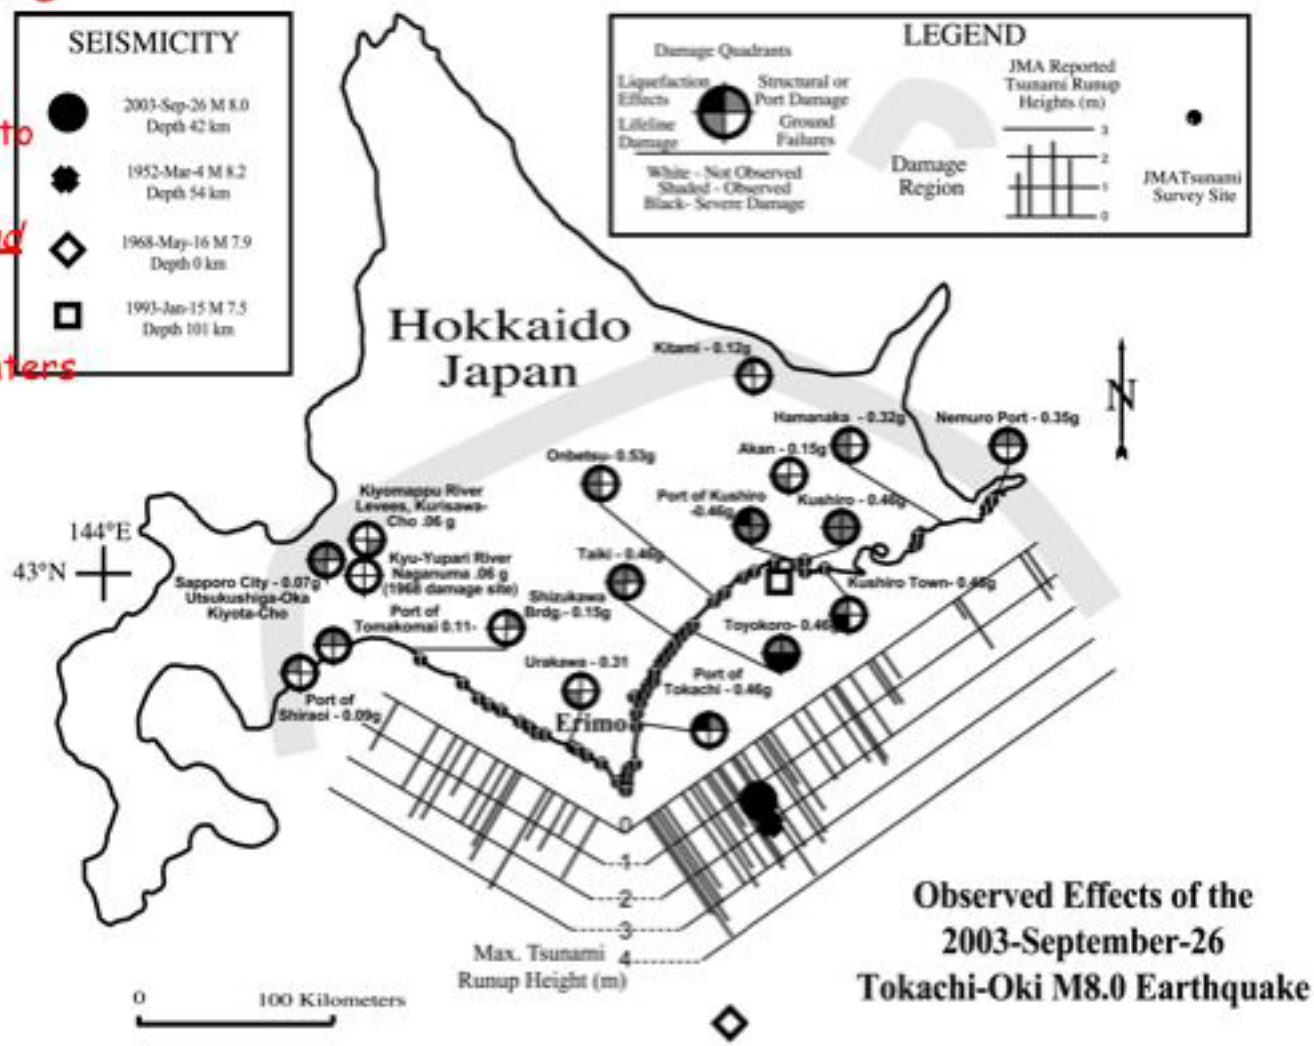 SEISMICITY
2003-Sep-26 M 8.0
Depth 42 km
1952-Mar-4 M 8.2
Depth 54 km
1968-May-16 M 7.9
Depth 0 km
1993-Jan-15 M 7.5
Depth 101 km
to
LEGEND
Damage Quadrants
Liquefaction
Effects
Structural or
Port Damage
Lifeline
Damage
Ground
Failures
White - Not Observed
Shaded - Observed
Black- Severe Damage
Damage
Region
JMA Reported
Tsunami Runup
Heights (m)
3
2
1
0
JMATsunami
Survey Site
Hokkaido
Japan
N
Kitami - 0.12g
Hamanaka - 0.32g
Nemuro Port - 0.35g
Akan - 0.15g
Onbetsu- 0.53g
Port of Kushiro
-0.46g
Kushiro - 0.46g
Kiyomappu River
Levees, Kurisawa-
Cho .06 g
144°E
43°N
Sapporo City - 0.07g
Utsukushiga-Oka
Kiyota-Cho
Kyu-Yupari River
Naganuma .06 g
(1968 damage site)
Taiki - 0.46g
Kushiro Town- 0.46g
Shizukawa
Brdg.- 0.15g
Port of
Tomakomai 0.11-
Toyokoro- 0.46g
Urakawa - 0.31
Port of
Tokachi - 0.46g
Port of
Shiraoi - 0.09g
Erimo
0
1
2
3
4
Max. Tsunami
Runup Height (m)
0 100 Kilometers
Observed Effects of the
2003-September-26
Tokachi-Oki M8.0 Earthquake